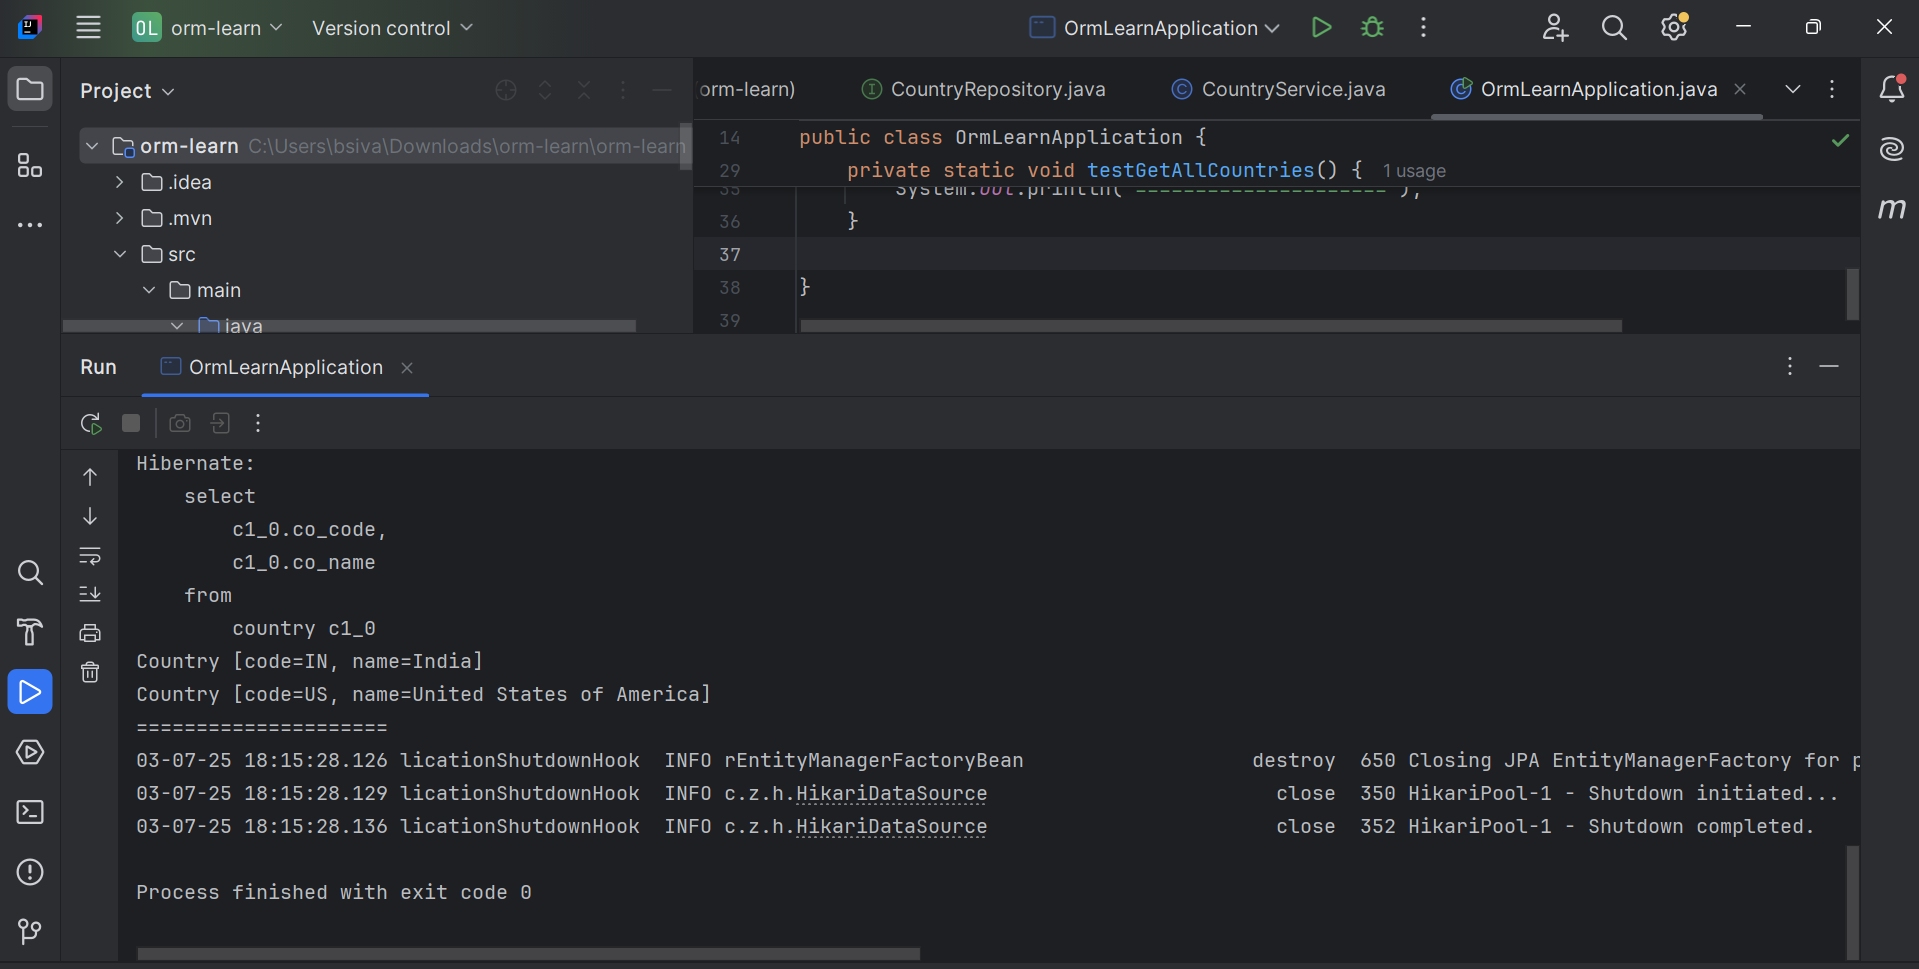 OL orm-learn Version control OrmLearnApplication
Project
orm-learn) CountryRepository.java CountryService.java OrmLearnApplication.java
orm-learn C:\Users\bsiva\Downloads\orm-learn\orm-learn
.idea
.mvn
src
main
java
14 public class OrmLearnApplication {
29 private static void testGetAllCountries() { 1 usage
35 System.out.println("=====================");
36 }
37
38 }
39
Run OrmLearnApplication
Hibernate:
select
c1_0.co_code,
c1_0.co_name
from
country c1_0
Country [code=IN, name=India]
Country [code=US, name=United States of America]
=====================
03-07-25 18:15:28.126 licationShutdownHook INFO rEntityManagerFactoryBean destroy 650 Closing JPA EntityManagerFactory for p
03-07-25 18:15:28.129 licationShutdownHook INFO c.z.h.HikariDataSource close 350 HikariPool-1 - Shutdown initiated...
03-07-25 18:15:28.136 licationShutdownHook INFO c.z.h.HikariDataSource close 352 HikariPool-1 - Shutdown completed.
Process finished with exit code 0